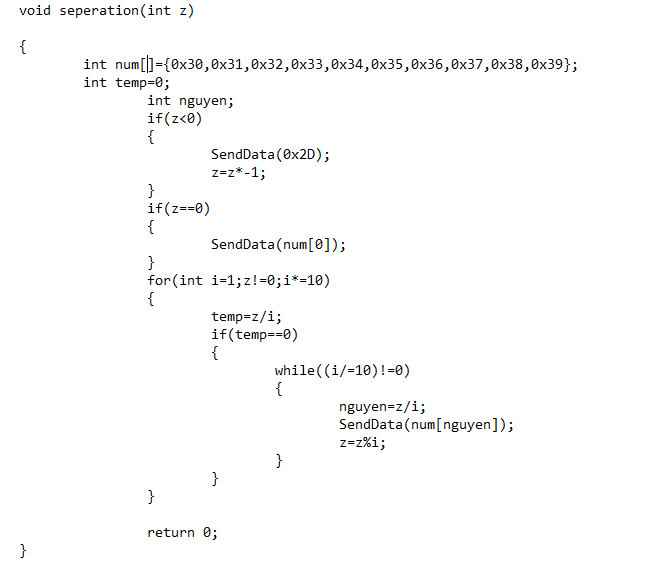 void seperation(int z)
{
int num[]={0x30,0x31,0x32,0x33,0x34,0x35,0x36,0x37,0x38,0x39};
int temp=0;
int nguyen;
if(z<0)
{
SendData(0x2D);
z=z*-1;
}
if(z==0)
{
SendData(num[0]);
}
for(int i=1;z!=0;i*=10)
{
temp=z/i;
if(temp==0)
{
while((i/=10)!=0)
{
nguyen=z/i;
SendData(num[nguyen]);
z=z%i;
}
}
}
return 0;
}